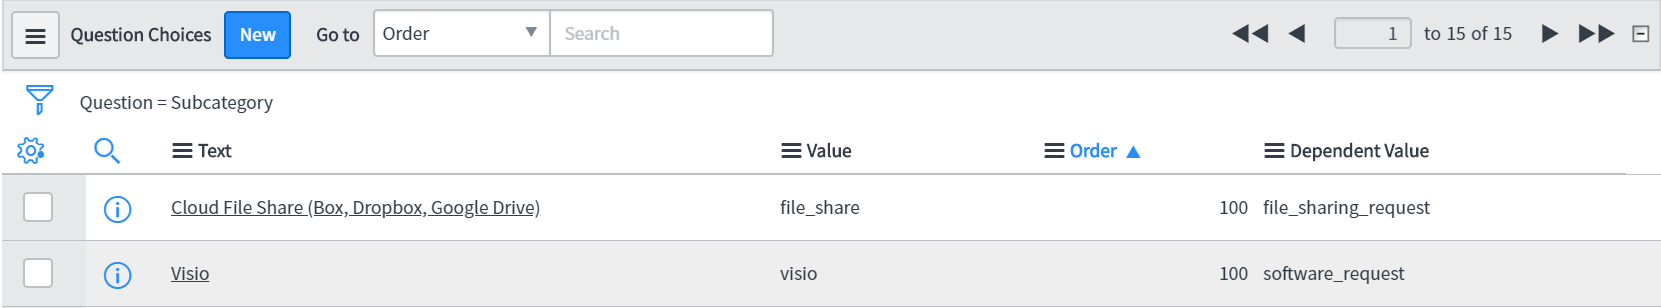 Question Choices New Go to Order Search 1 to 15 of 15
Question = Subcategory
Text Value Order Dependent Value
Cloud File Share (Box, Dropbox, Google Drive) file_share 100 file_sharing_request
Visio visio 100 software_request